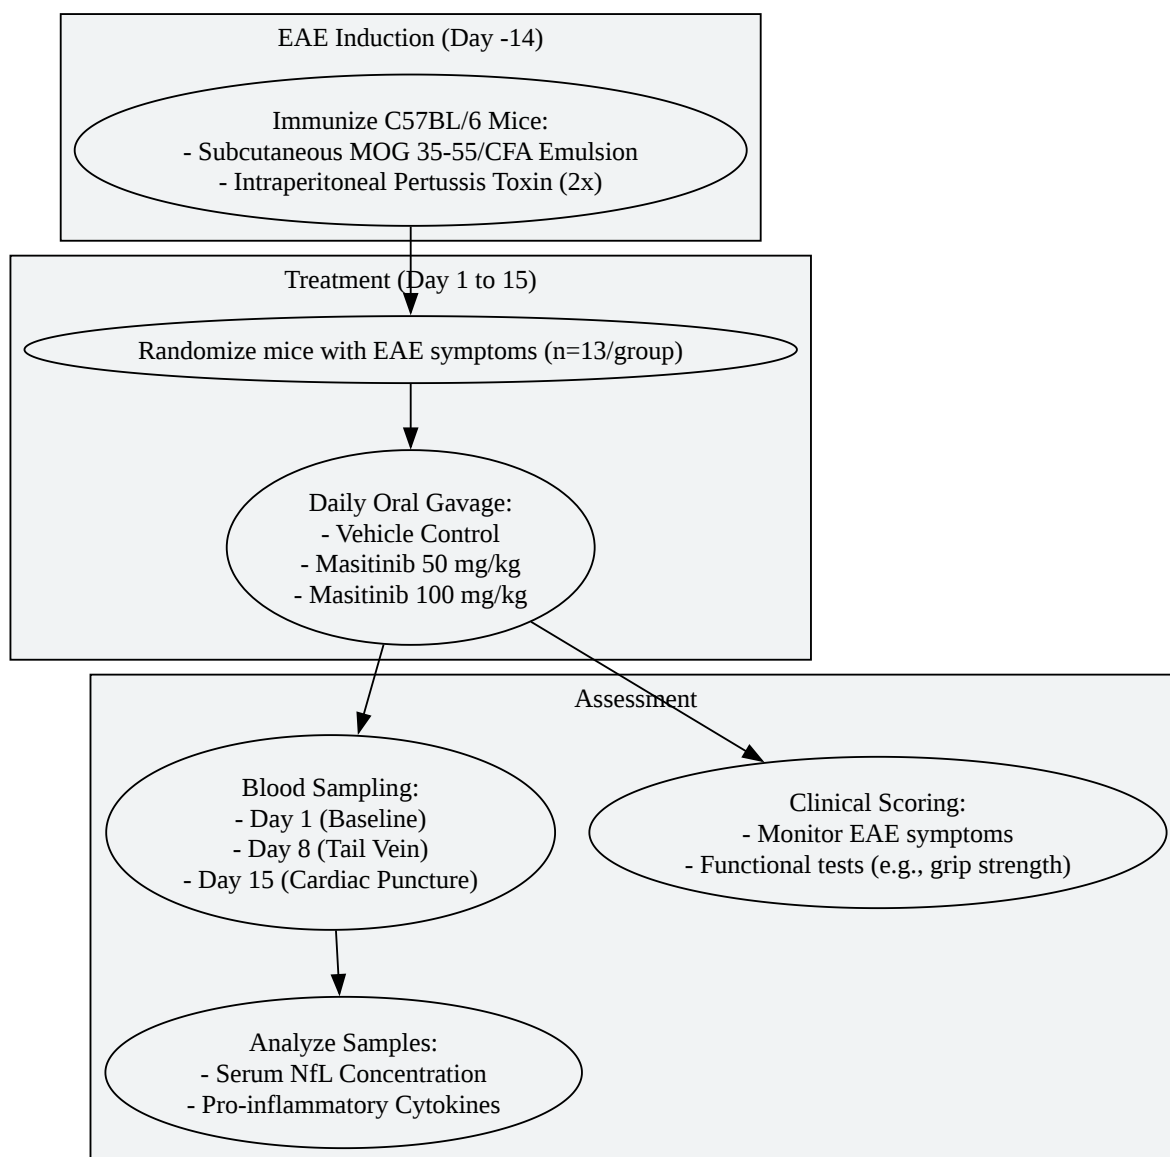 EAE Induction (Day -14)
Immunize C57BL/6 Mice:
- Subcutaneous MOG 35-55/CFA Emulsion
- Intraperitoneal Pertussis Toxin (2x)
Treatment (Day 1 to 15)
Randomize mice with EAE symptoms (n=13/group)
Daily Oral Gavage:
- Vehicle Control
- Masitinib 50 mg/kg
- Masitinib 100 mg/kg
Assessment
Blood Sampling:
- Day 1 (Baseline)
- Day 8 (Tail Vein)
- Day 15 (Cardiac Puncture)
Clinical Scoring:
- Monitor EAE symptoms
- Functional tests (e.g., grip strength)
Analyze Samples:
- Serum NfL Concentration
- Pro-inflammatory Cytokines